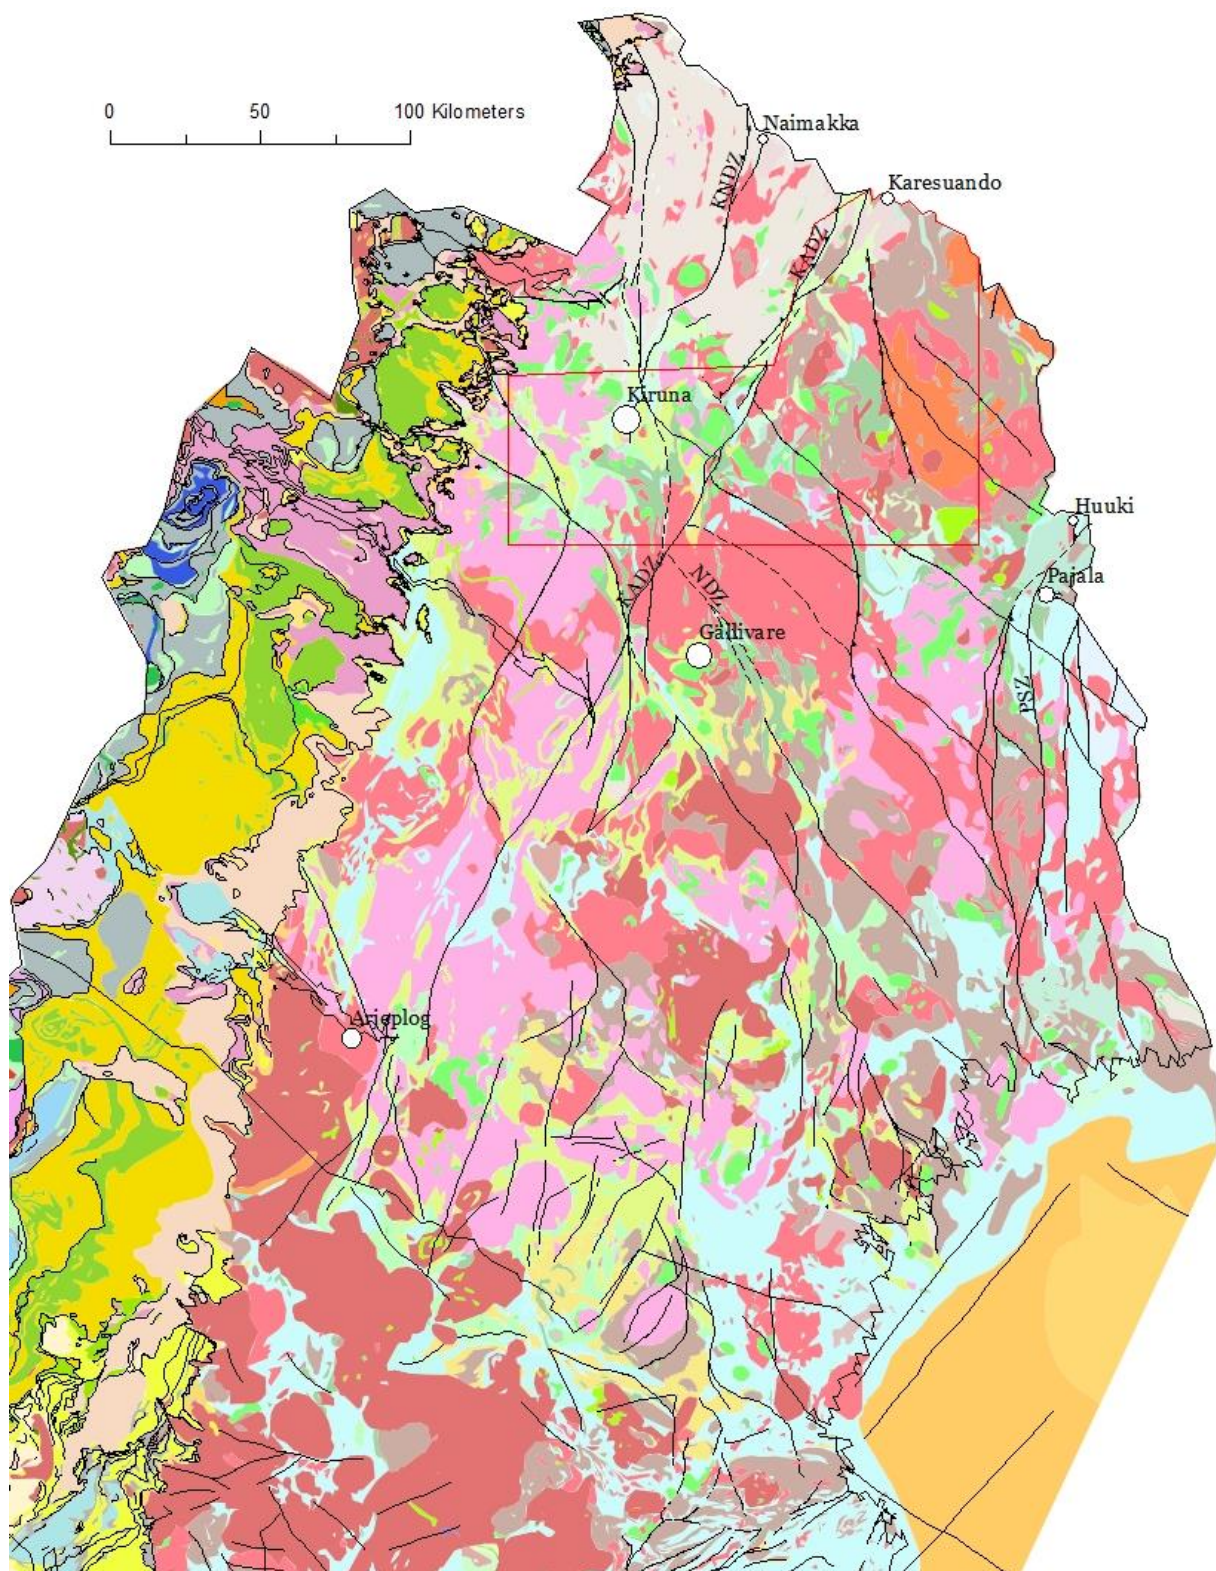 0 50 100 Kilometers
Naimakka
Karesuando
KNDZ
KADZ
Kiruna
Huuki
Pajala
KADZ
NDZ
Gällivare
PSZ
Arjeplog